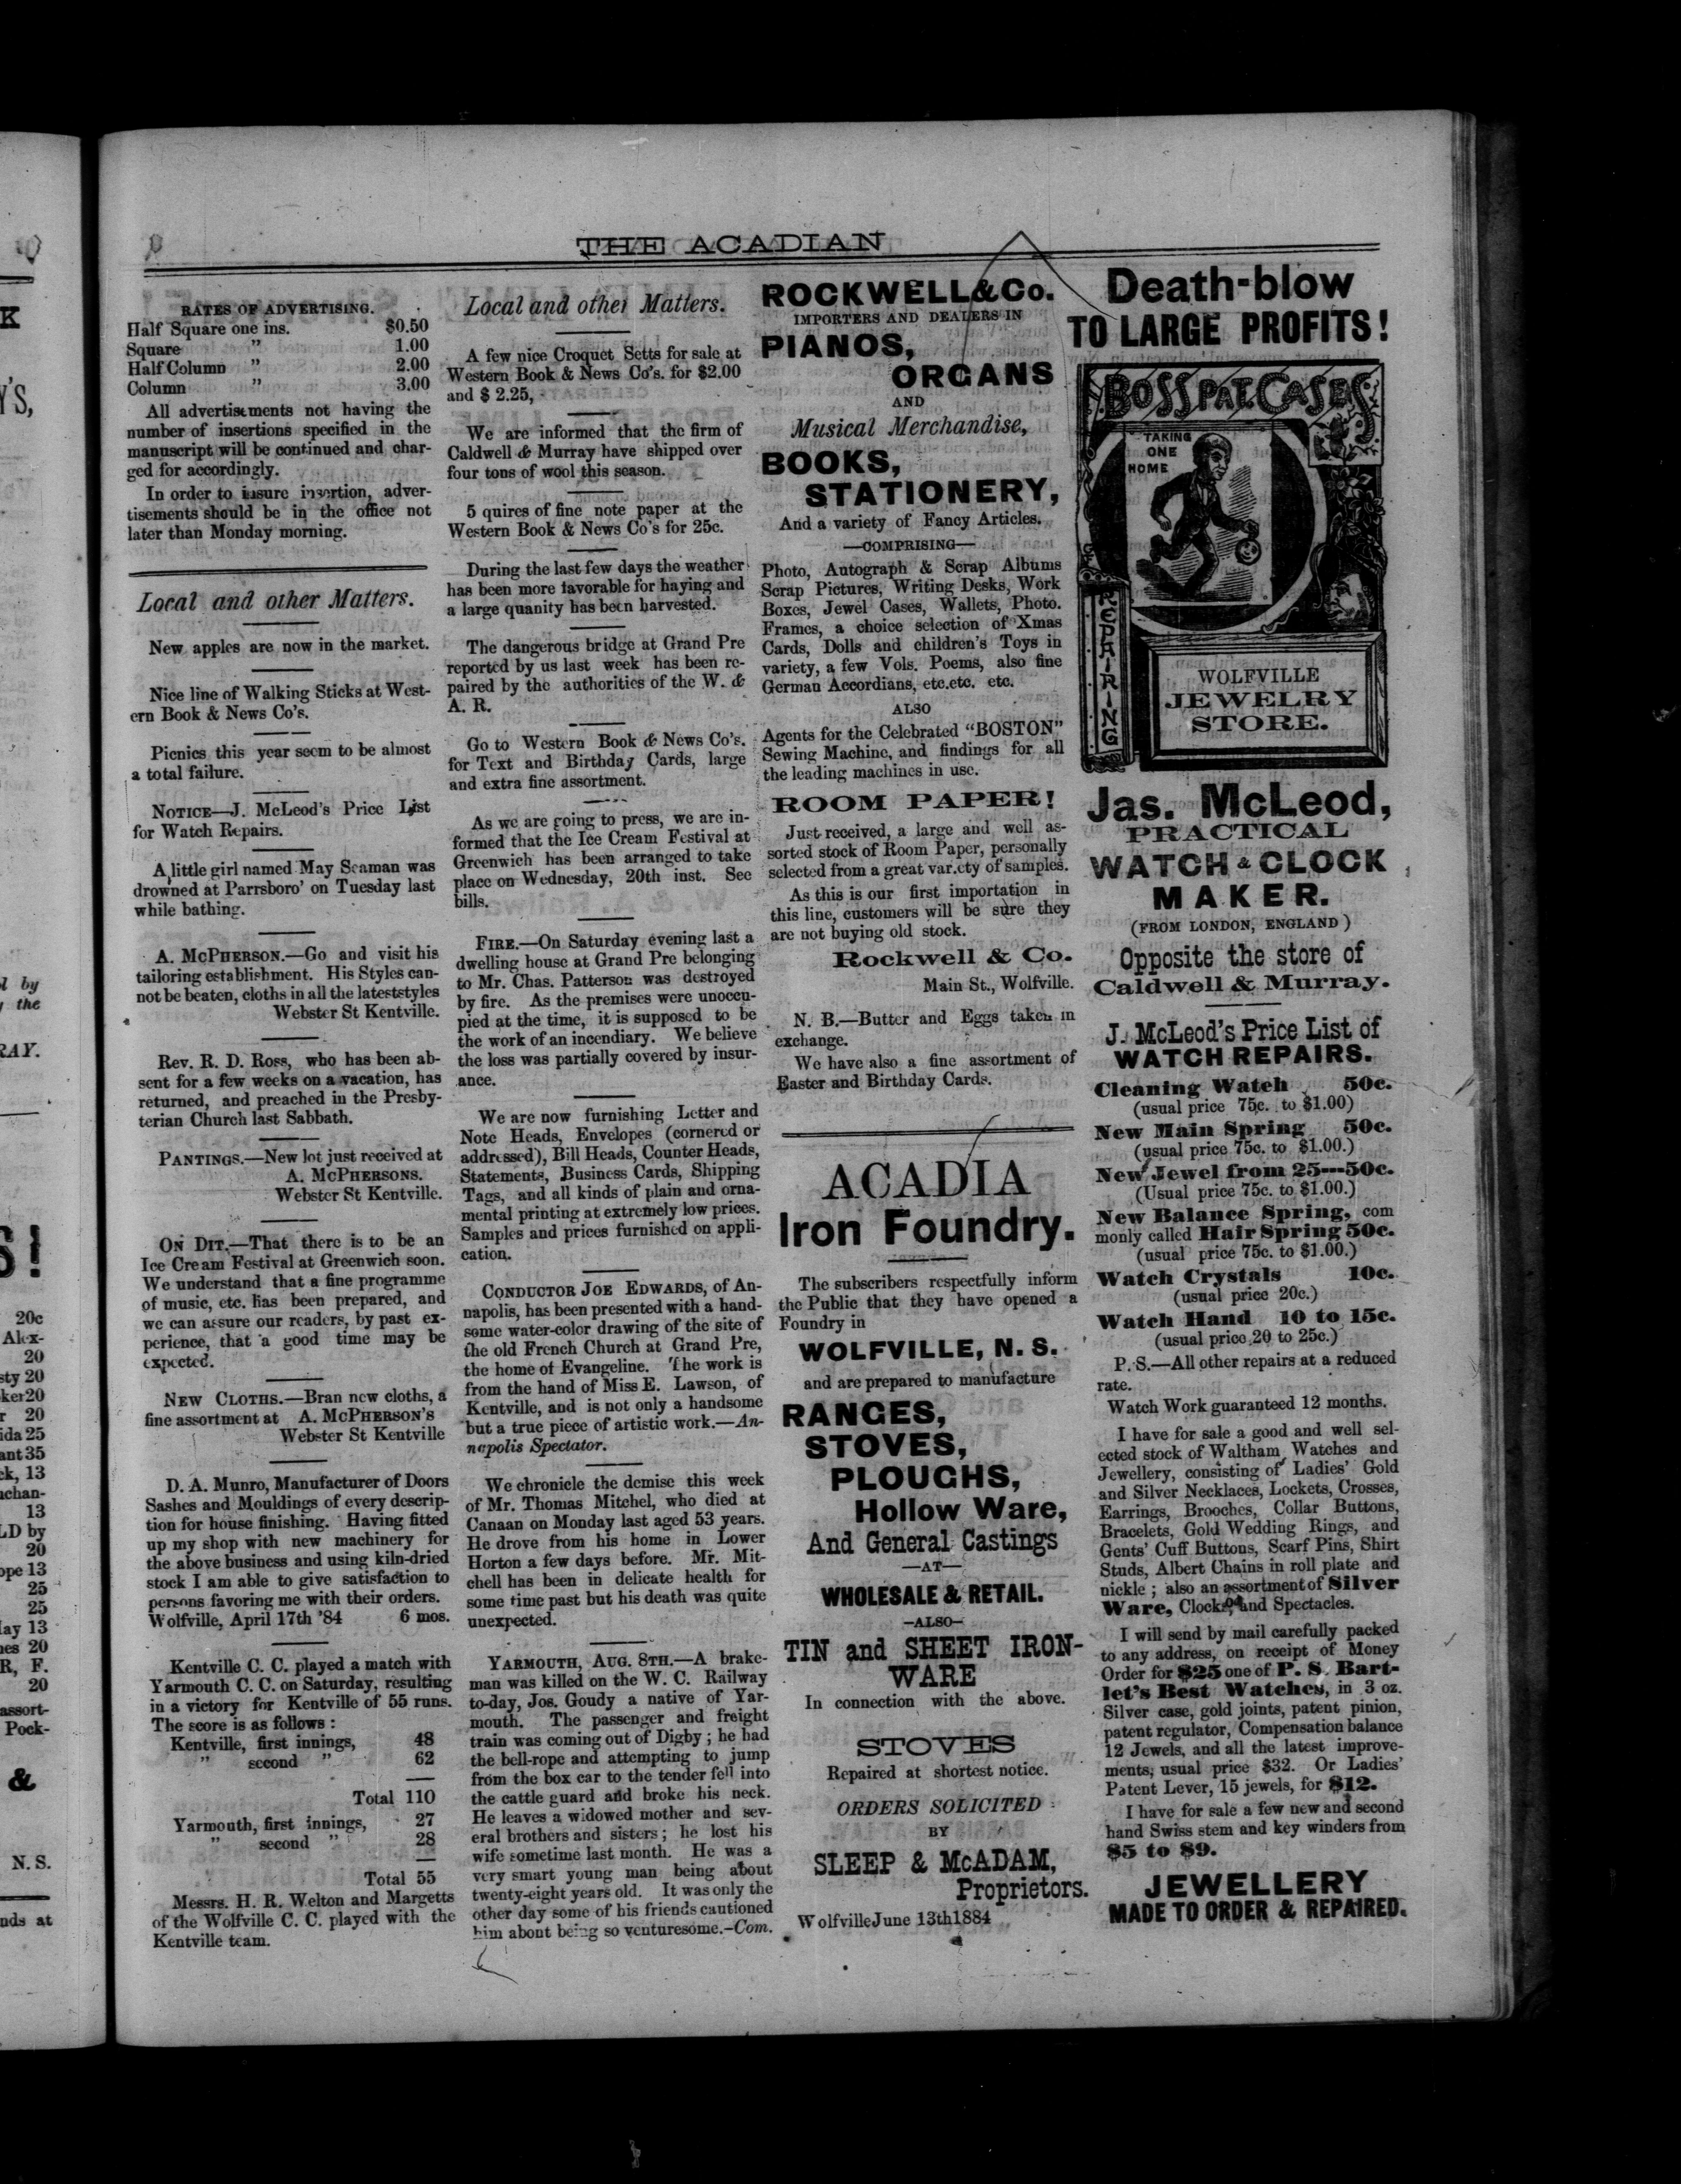 THE ACADIAN
RATES OF ADVERTISING.
Half Square one ins. $0.50
Square " 1.00
Half Column " 2.00
Column " 3.00
All advertisements not having the
number of insertions specified in the
manuscript will be continued and char-
ged for accordingly.
In order to insure insertion, adver-
tisements should be in the office not
later than Monday morning.
Local and other Matters.
New apples are now in the market.
Nice line of Walking Sticks at West-
ern Book & News Co's.
Picnics this year seem to be almost
a total failure.
NOTICE—J. McLeod's Price List
for Watch Repairs.
A little girl named May Seaman was
drowned at Parrsboro' on Tuesday last
while bathing.
A. McPHERSON.—Go and visit his
tailoring establishment. His Styles can-
not be beaten, cloths in all the lateststyles
Webster St Kentville.
Rev. R. D. Ross, who has been ab-
sent for a few weeks on a vacation, has
returned, and preached in the Presby-
terian Church last Sabbath.
PANTINGS.—New lot just received at
A. McPHERSONS.
Webster St Kentville.
ON DIT.—That there is to be an
Ice Cream Festival at Greenwich soon.
We understand that a fine programme
of music, etc. has been prepared, and
we can assure our readers, by past ex-
perience, that a good time may be
expected.
NEW CLOTHS.—Bran new cloths, a
fine assortment at A. McPHERSON'S
Webster St Kentville
D. A. Munro, Manufacturer of Doors
Sashes and Mouldings of every descrip-
tion for house finishing. Having fitted
up my shop with new machinery for
the above business and using kiln-dried
stock I am able to give satisfaction to
persons favoring me with their orders.
Wolfville, April 17th '84 6 mos.
Kentville C. C. played a match with
Yarmouth C. C. on Saturday, resulting
in a victory for Kentville of 55 runs.
The score is as follows :
Kentville, first innings, 48
" second " 62
Total 110
Yarmouth, first innings, 27
" second " 28
Total 55
Messrs. H. R. Welton and Margetts
of the Wolfville C. C. played with the
Kentville team.
Local and other Matters.
A few nice Croquet Setts for sale at
Western Book & News Co's. for $2.00
and $ 2.25,
We are informed that the firm of
Caldwell & Murray have shipped over
four tons of wool this season.
5 quires of fine note paper at the
Western Book & News Co's for 25c.
During the last few days the weather
has been more favorable for haying and
a large quanity has been harvested.
The dangerous bridge at Grand Pre
reported by us last week has been re-
paired by the authorities of the W. &
A. R.
Go to Western Book & News Co's.
for Text and Birthday Cards, large
and extra fine assortment.
As we are going to press, we are in-
formed that the Ice Cream Festival at
Greenwich has been arranged to take
place on Wednesday, 20th inst. See
bills.
FIRE.—On Saturday evening last a
dwelling house at Grand Pre belonging
to Mr. Chas. Patterson was destroyed
by fire. As the premises were unoccu-
pied at the time, it is supposed to be
the work of an incendiary. We believe
the loss was partially covered by insur-
ance.
We are now furnishing Letter and
Note Heads, Envelopes (cornered or
addressed), Bill Heads, Counter Heads,
Statements, Business Cards, Shipping
Tags, and all kinds of plain and orna-
mental printing at extremely low prices.
Samples and prices furnished on appli-
cation.
CONDUCTOR JOE EDWARDS, of An-
napolis, has been presented with a hand-
some water-color drawing of the site of
the old French Church at Grand Pre,
the home of Evangeline. The work is
from the hand of Miss E. Lawson, of
Kentville, and is not only a handsome
but a true piece of artistic work.—An-
napolis Spectator.
We chronicle the demise this week
of Mr. Thomas Mitchel, who died at
Canaan on Monday last aged 53 years.
He drove from his home in Lower
Horton a few days before. Mr. Mit-
chell has been in delicate health for
some time past but his death was quite
unexpected.
YARMOUTH, AUG. 8TH.—A brake-
man was killed on the W. C. Railway
to-day, Jos. Goudy a native of Yar-
mouth. The passenger and freight
train was coming out of Digby ; he had
the bell-rope and attempting to jump
from the box car to the tender fell into
the cattle guard and broke his neck.
He leaves a widowed mother and sev-
eral brothers and sisters ; he lost his
wife sometime last month. He was a
very smart young man being about
twenty-eight years old. It was only the
other day some of his friends cautioned
him about being so venturesome.—Com.
ROCKWELL & Co.
IMPORTERS AND DEALERS IN
PIANOS,
ORGANS
AND
Musical Merchandise,
BOOKS,
STATIONERY,
And a variety of Fancy Articles.
—COMPRISING—
Photo, Autograph & Scrap Albums
Scrap Pictures, Writing Desks, Work
Boxes, Jewel Cases, Wallets, Photo.
Frames, a choice selection of Xmas
Cards, Dolls and children's Toys in
variety, a few Vols. Poems, also fine
German Accordians, etc.etc. etc.
ALSO
Agents for the Celebrated "BOSTON"
Sewing Machine, and findings for all
the leading machines in use.
ROOM PAPER!
Just received, a large and well as-
sorted stock of Room Paper, personally
selected from a great variety of samples.
As this is our first importation in
this line, customers will be sure they
are not buying old stock.
Rockwell & Co.
Main St., Wolfville.
N. B.—Butter and Eggs taken in
exchange.
We have also a fine assortment of
Easter and Birthday Cards.
ACADIA
Iron Foundry.
The subscribers respectfully inform
the Public that they have opened a
Foundry in
WOLFVILLE, N. S.
and are prepared to manufacture
RANGES,
STOVES,
PLOUGHS,
Hollow Ware,
And General Castings
—AT—
WHOLESALE & RETAIL.
—ALSO—
TIN and SHEET IRON-
WARE
In connection with the above.
STOVES
Repaired at shortest notice.
ORDERS SOLICITED
BY
SLEEP & McADAM,
Proprietors.
Wolfville June 13th 1884
Death-blow
TO LARGE PROFITS!
BOSS PAT. CASES
TAKING
ONE
HOME
REPAIRING
WOLFVILLE
JEWELRY
STORE.
Jas. McLeod,
PRACTICAL
WATCH & CLOCK
MAKER.
(FROM LONDON, ENGLAND)
Opposite the store of
Caldwell & Murray.
J. McLeod's Price List of
WATCH REPAIRS.
Cleaning Watch 50c.
(usual price 75c. to $1.00)
New Main Spring 50c.
(usual price 75c. to $1.00.)
New Jewel from 25---50c.
(Usual price 75c. to $1.00.)
New Balance Spring, com
monly called Hair Spring 50c.
(usual price 75c. to $1.00.)
Watch Crystals 10c.
(usual price 20c.)
Watch Hand 10 to 15c.
(usual price 20 to 25c.)
P. S.—All other repairs at a reduced
rate.
Watch Work guaranteed 12 months.
I have for sale a good and well sel-
ected stock of Waltham Watches and
Jewellery, consisting of Ladies' Gold
and Silver Necklaces, Lockets, Crosses,
Earrings, Brooches, Collar Buttons,
Bracelets, Gold Wedding Rings, and
Gents' Cuff Buttons, Scarf Pins, Shirt
Studs, Albert Chains in roll plate and
nickle ; also an assortment of Silver
Ware, Clocks, and Spectacles.
I will send by mail carefully packed
to any address, on receipt of Money
Order for $25 one of P. S. Bart-
let's Best Watches, in 3 oz.
Silver case, gold joints, patent pinion,
patent regulator, Compensation balance
12 Jewels, and all the latest improve-
ments, usual price $32. Or Ladies'
Patent Lever, 15 jewels, for $12.
I have for sale a few new and second
hand Swiss stem and key winders from
$5 to $9.
JEWELLERY
MADE TO ORDER & REPAIRED.